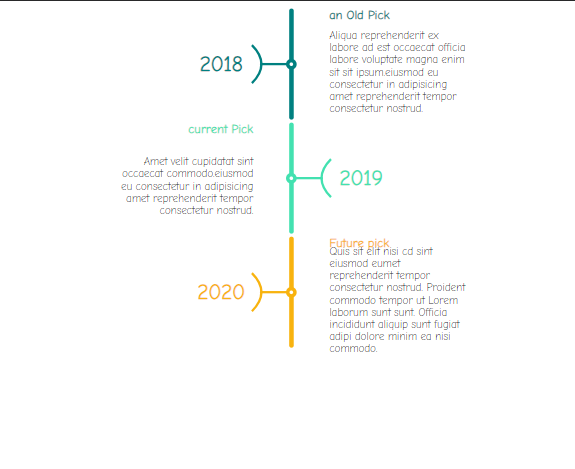 an Old Pick
Aliqua reprehenderit ex
labore ad est occaecat officia
labore voluptate magna enim
sit sit ipsum.eiusmod eu
consectetur in adipisicing
amet reprehenderit tempor
consectetur nostrud.
2018
current Pick
Amet velit cupidatat sint
occaecat commodo.eiusmod
eu consectetur in adipisicing
amet reprehenderit tempor
consectetur nostrud.
2019
Future pick
Quis sit elit nisi cd sint
eiusmod eumet
reprehenderit tempor
consectetur nostrud. Proident
commodo tempor ut Lorem
laborum sunt sunt. Officia
incididunt aliquip sunt fugiat
adipi dolore minim ea nisi
commodo.
2020